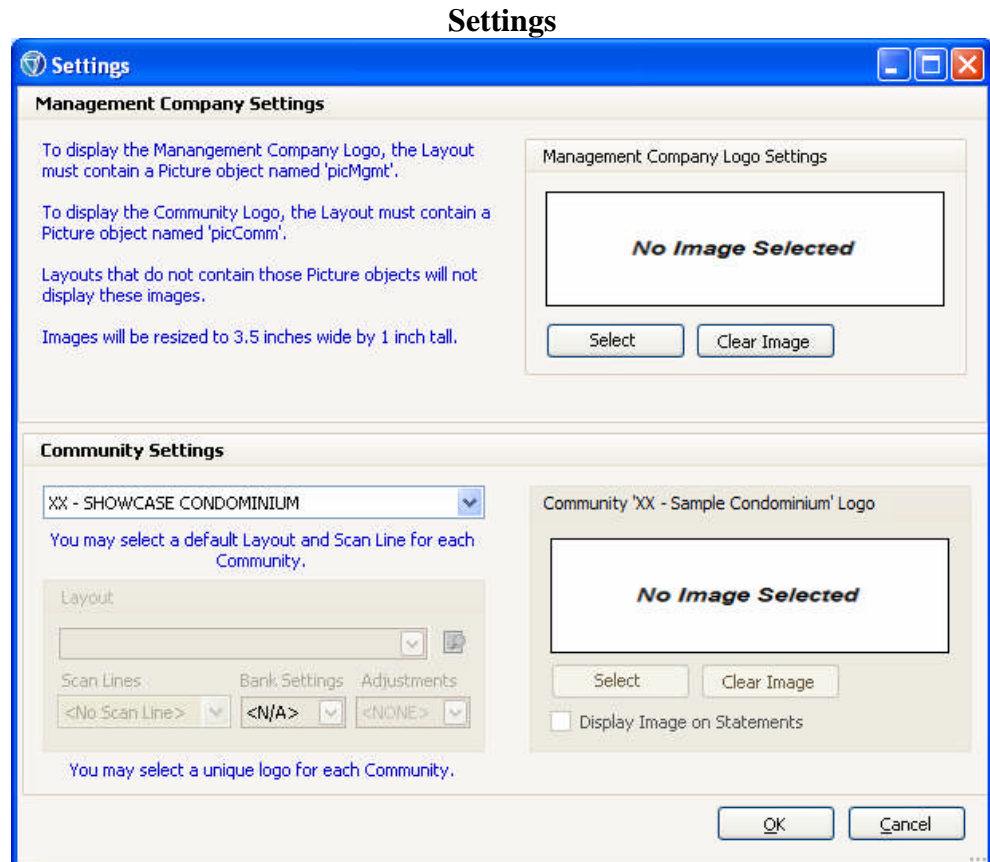 Settings
Settings
Management Company Settings
To display the Manangement Company Logo, the Layout
must contain a Picture object named 'picMgmt'.
To display the Community Logo, the Layout must contain a
Picture object named 'picComm'.
Layouts that do not contain those Picture objects will not
display these images.
Images will be resized to 3.5 inches wide by 1 inch tall.
Management Company Logo Settings
No Image Selected
Select
Clear Image
Community Settings
XX - SHOWCASE CONDOMINIUM
You may select a default Layout and Scan Line for each
Community.
Layout
Scan Lines
Bank Settings
Adjustments
<No Scan Line>
<N/A>
<NONE>
You may select a unique logo for each Community.
Community 'XX - Sample Condominium' Logo
No Image Selected
Select
Clear Image
Display Image on Statements
OK
Cancel